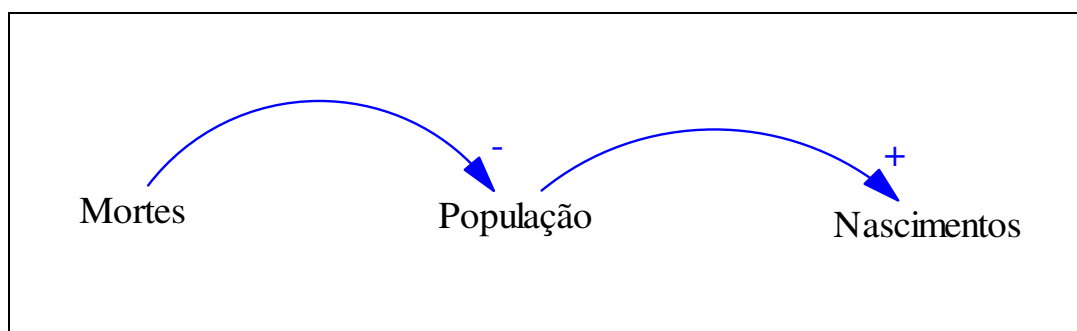 -
+
Mortes
População
Nascimentos